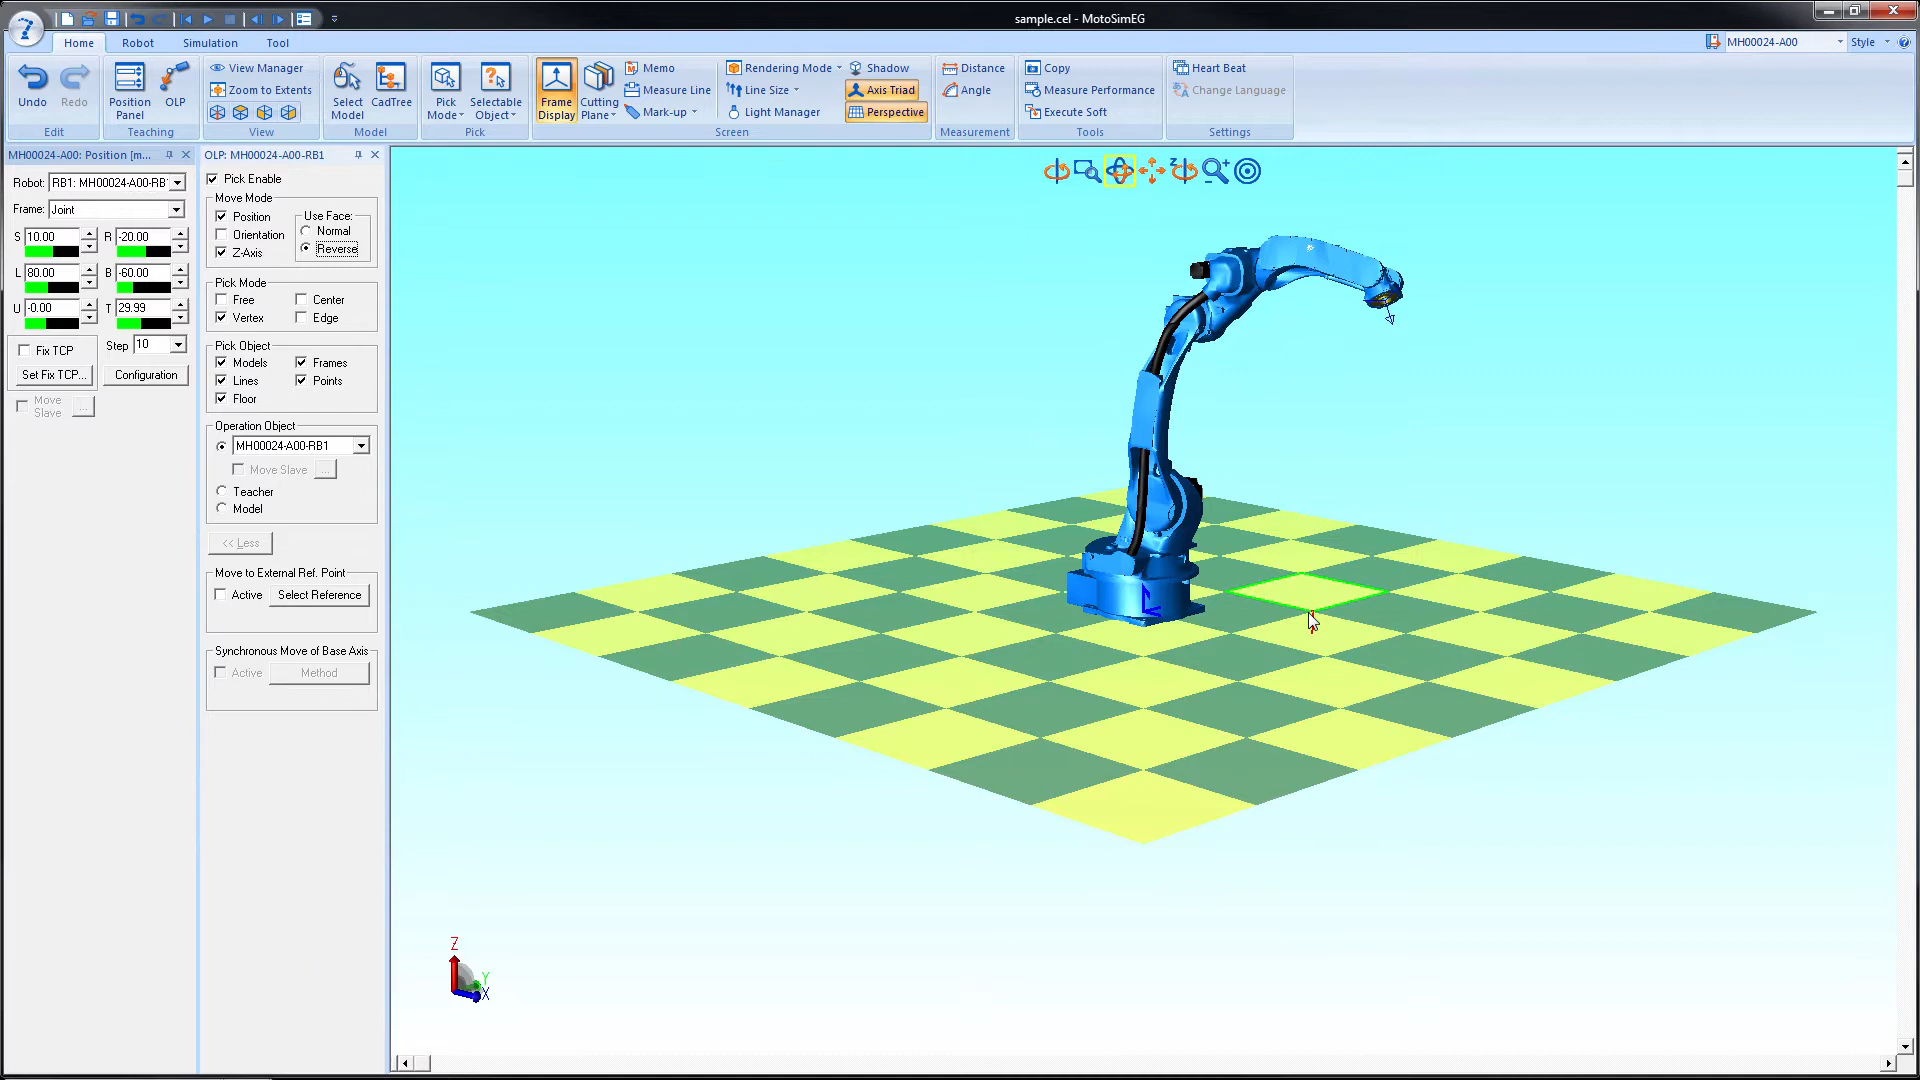 sample.cel - MotoSimEG
Home Robot Simulation Tool
MH00024-A00 Style
Undo Redo
Edit
Position Panel OLP
Teaching
View Manager
Zoom to Extents
View
Select Model CadTree
Model
Pick Mode Selectable Object
Pick
Frame Display Cutting Plane
Memo
Measure Line
Mark-up
Rendering Mode
Line Size
Light Manager
Shadow
Axis Triad
Perspective
Screen
Distance
Angle
Measurement
Copy
Measure Performance
Execute Soft
Tools
Heart Beat
Change Language
Settings
MH00024-A00: Position [m...
Robot: RB1: MH00024-A00-RB
Frame: Joint
S 10.00 R -20.00
L 80.00 B -60.00
U -0.00 T 29.99
Fix TCP Step 10
Set Fix TCP... Configuration
Move Slave ...
OLP: MH00024-A00-RB1
Pick Enable
Move Mode
Position
Orientation
Z-Axis
Use Face:
Normal
Reverse
Pick Mode
Free Center
Vertex Edge
Pick Object
Models Frames
Lines Points
Floor
Operation Object
MH00024-A00-RB1
Move Slave ...
Teacher
Model
<< Less
Move to External Ref. Point
Active Select Reference
Synchronous Move of Base Axis
Active Method
Z
Z
Y
X